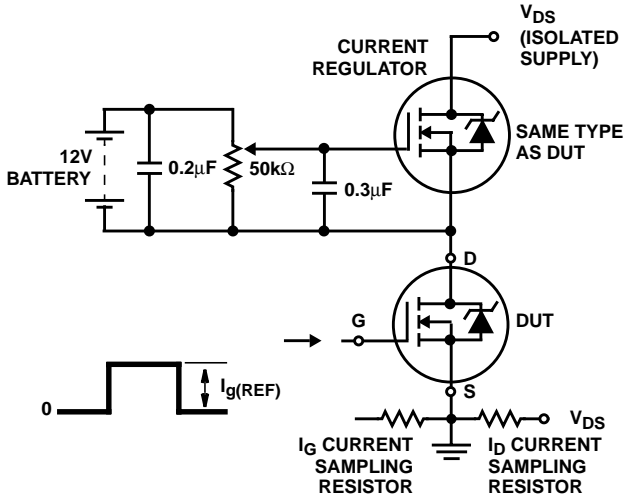 V_DS
(ISOLATED
SUPPLY)
CURRENT
REGULATOR
SAME TYPE
AS DUT
12V
BATTERY
0.2µF
50kΩ
0.3µF
D
DUT
G
S
I_g(REF)
0
V_DS
I_G CURRENT
SAMPLING
RESISTOR
I_D CURRENT
SAMPLING
RESISTOR